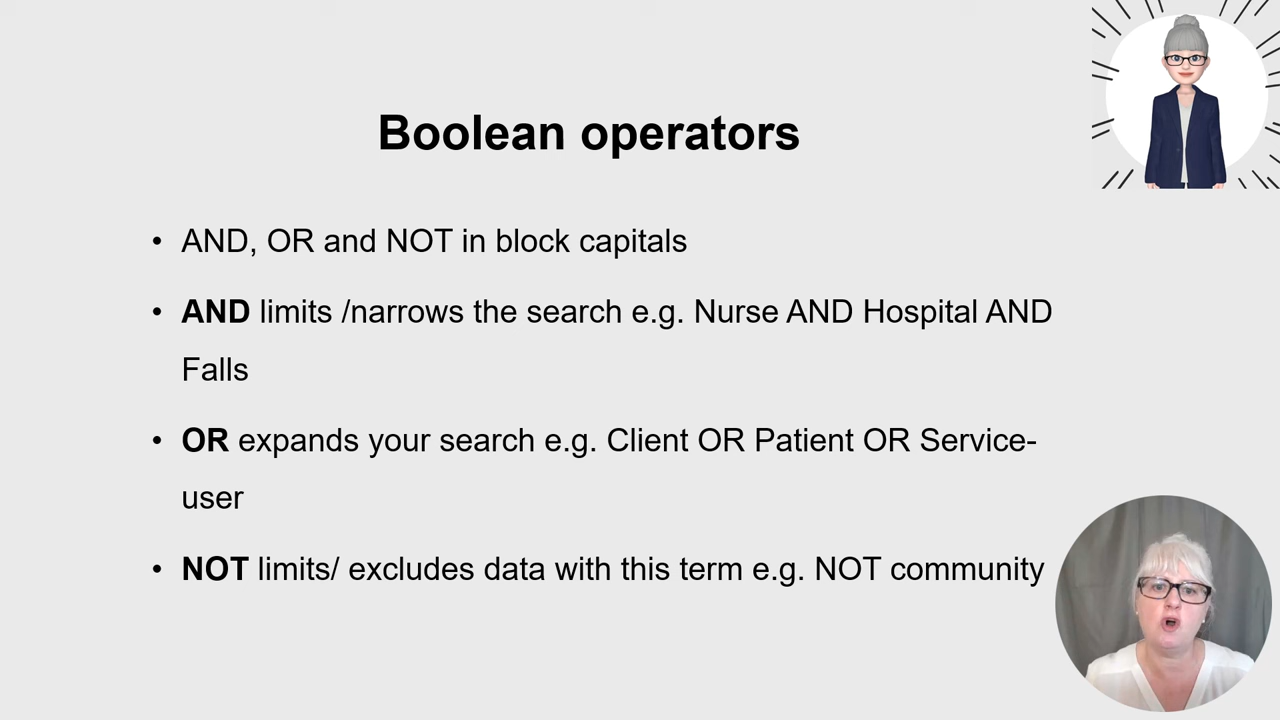 Boolean operators
• AND, OR and NOT in block capitals
• AND limits /narrows the search e.g. Nurse AND Hospital AND
Falls
• OR expands your search e.g. Client OR Patient OR Service-
user
• NOT limits/ excludes data with this term e.g. NOT community